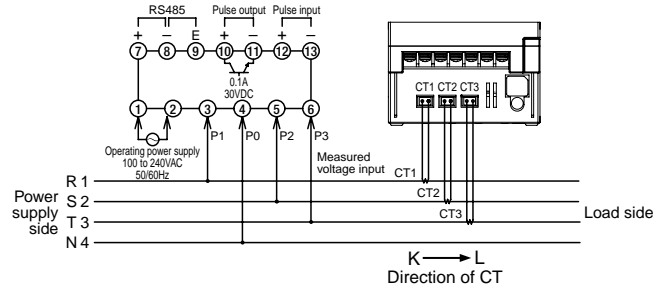 RS485 Pulse output Pulse input
+ − E + − + −
7 8 9 10 11 12 13
0.1A
30VDC
1 2 3 4 5 6
P1 P0 P2 P3
Operating power supply
100 to 240VAC
50/60Hz
Measured
voltage input
CT1 CT2 CT3
CT1
CT2
CT3
Power
supply
side
R 1
S 2
T 3
N 4
Load side
K L
Direction of CT